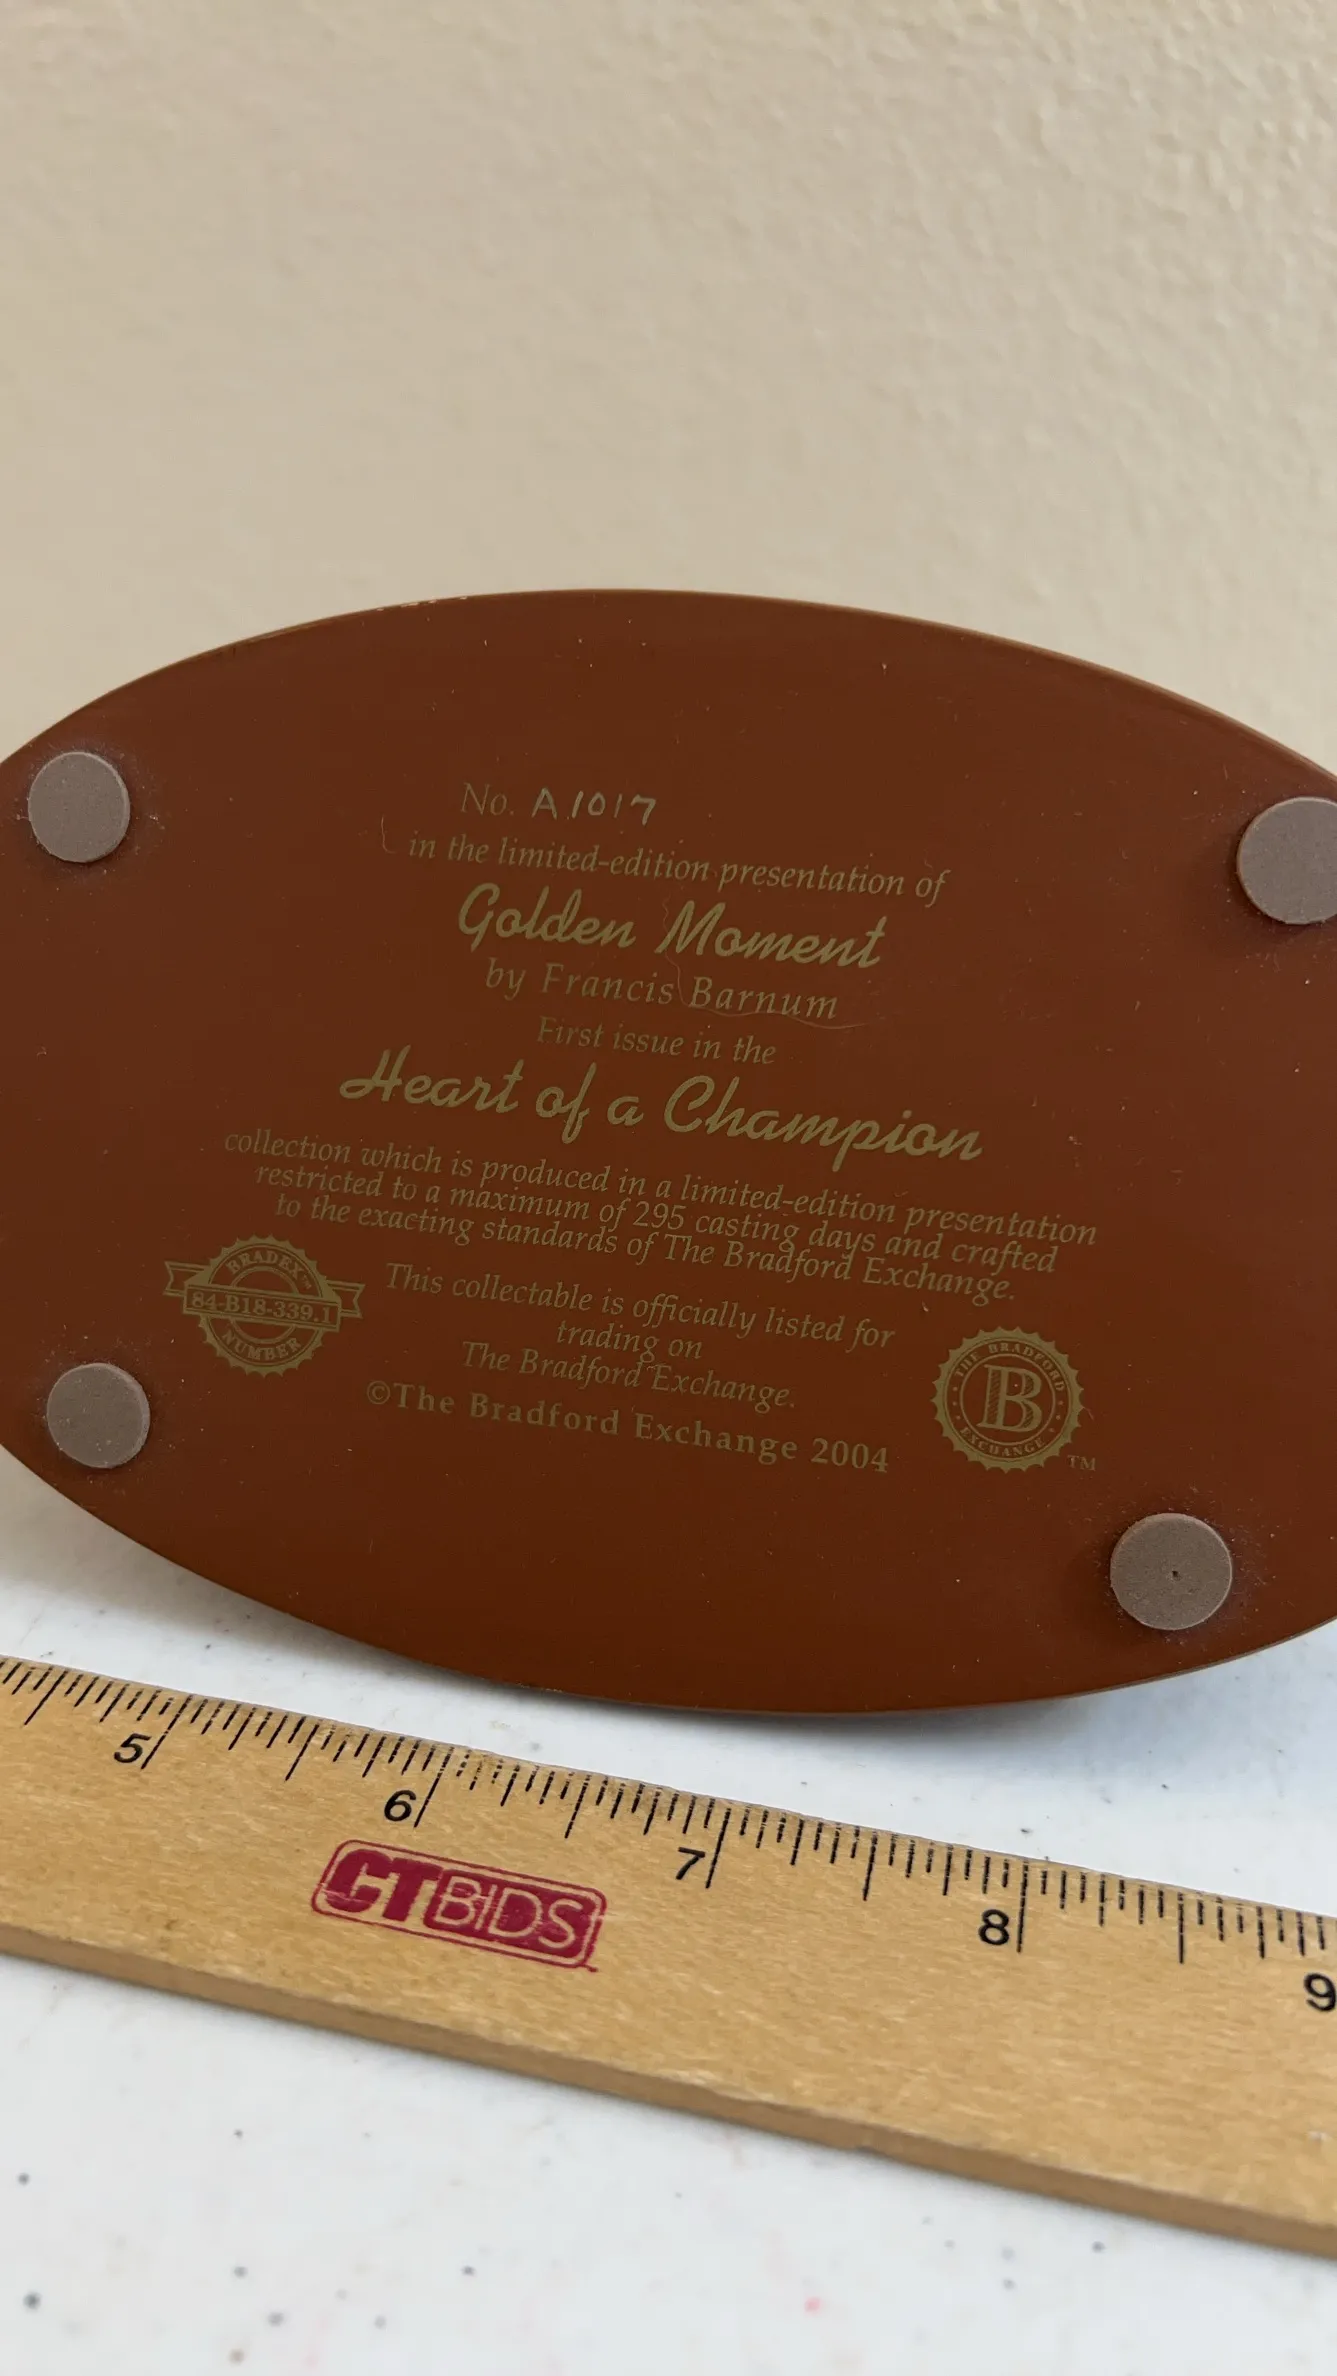 No. A1017
in the limited-edition presentation of
Golden Moment
by Francis Barnum
First issue in the
Heart of a Champion
collection which is produced in a limited-edition presentation
restricted to a maximum of 295 casting days and crafted
to the exacting standards of The Bradford Exchange.
BRADEX™
84-B18-339.1
NUMBER
This collectable is officially listed for
trading on
The Bradford Exchange.
©The Bradford Exchange 2004
THE BRADFORD
B
EXCHANGE
TM
5 6 7 8 9
CTBIDS